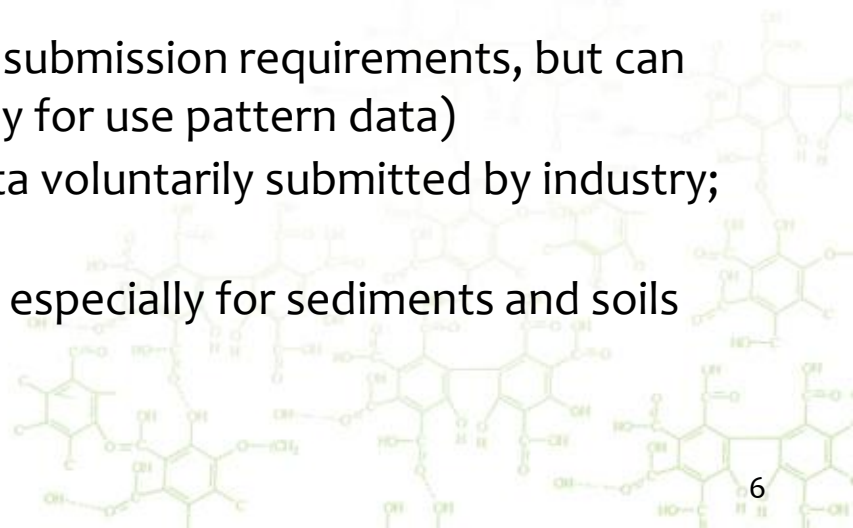 submission requirements, but can
y for use pattern data)
ta voluntarily submitted by industry;
especially for sediments and soils
6